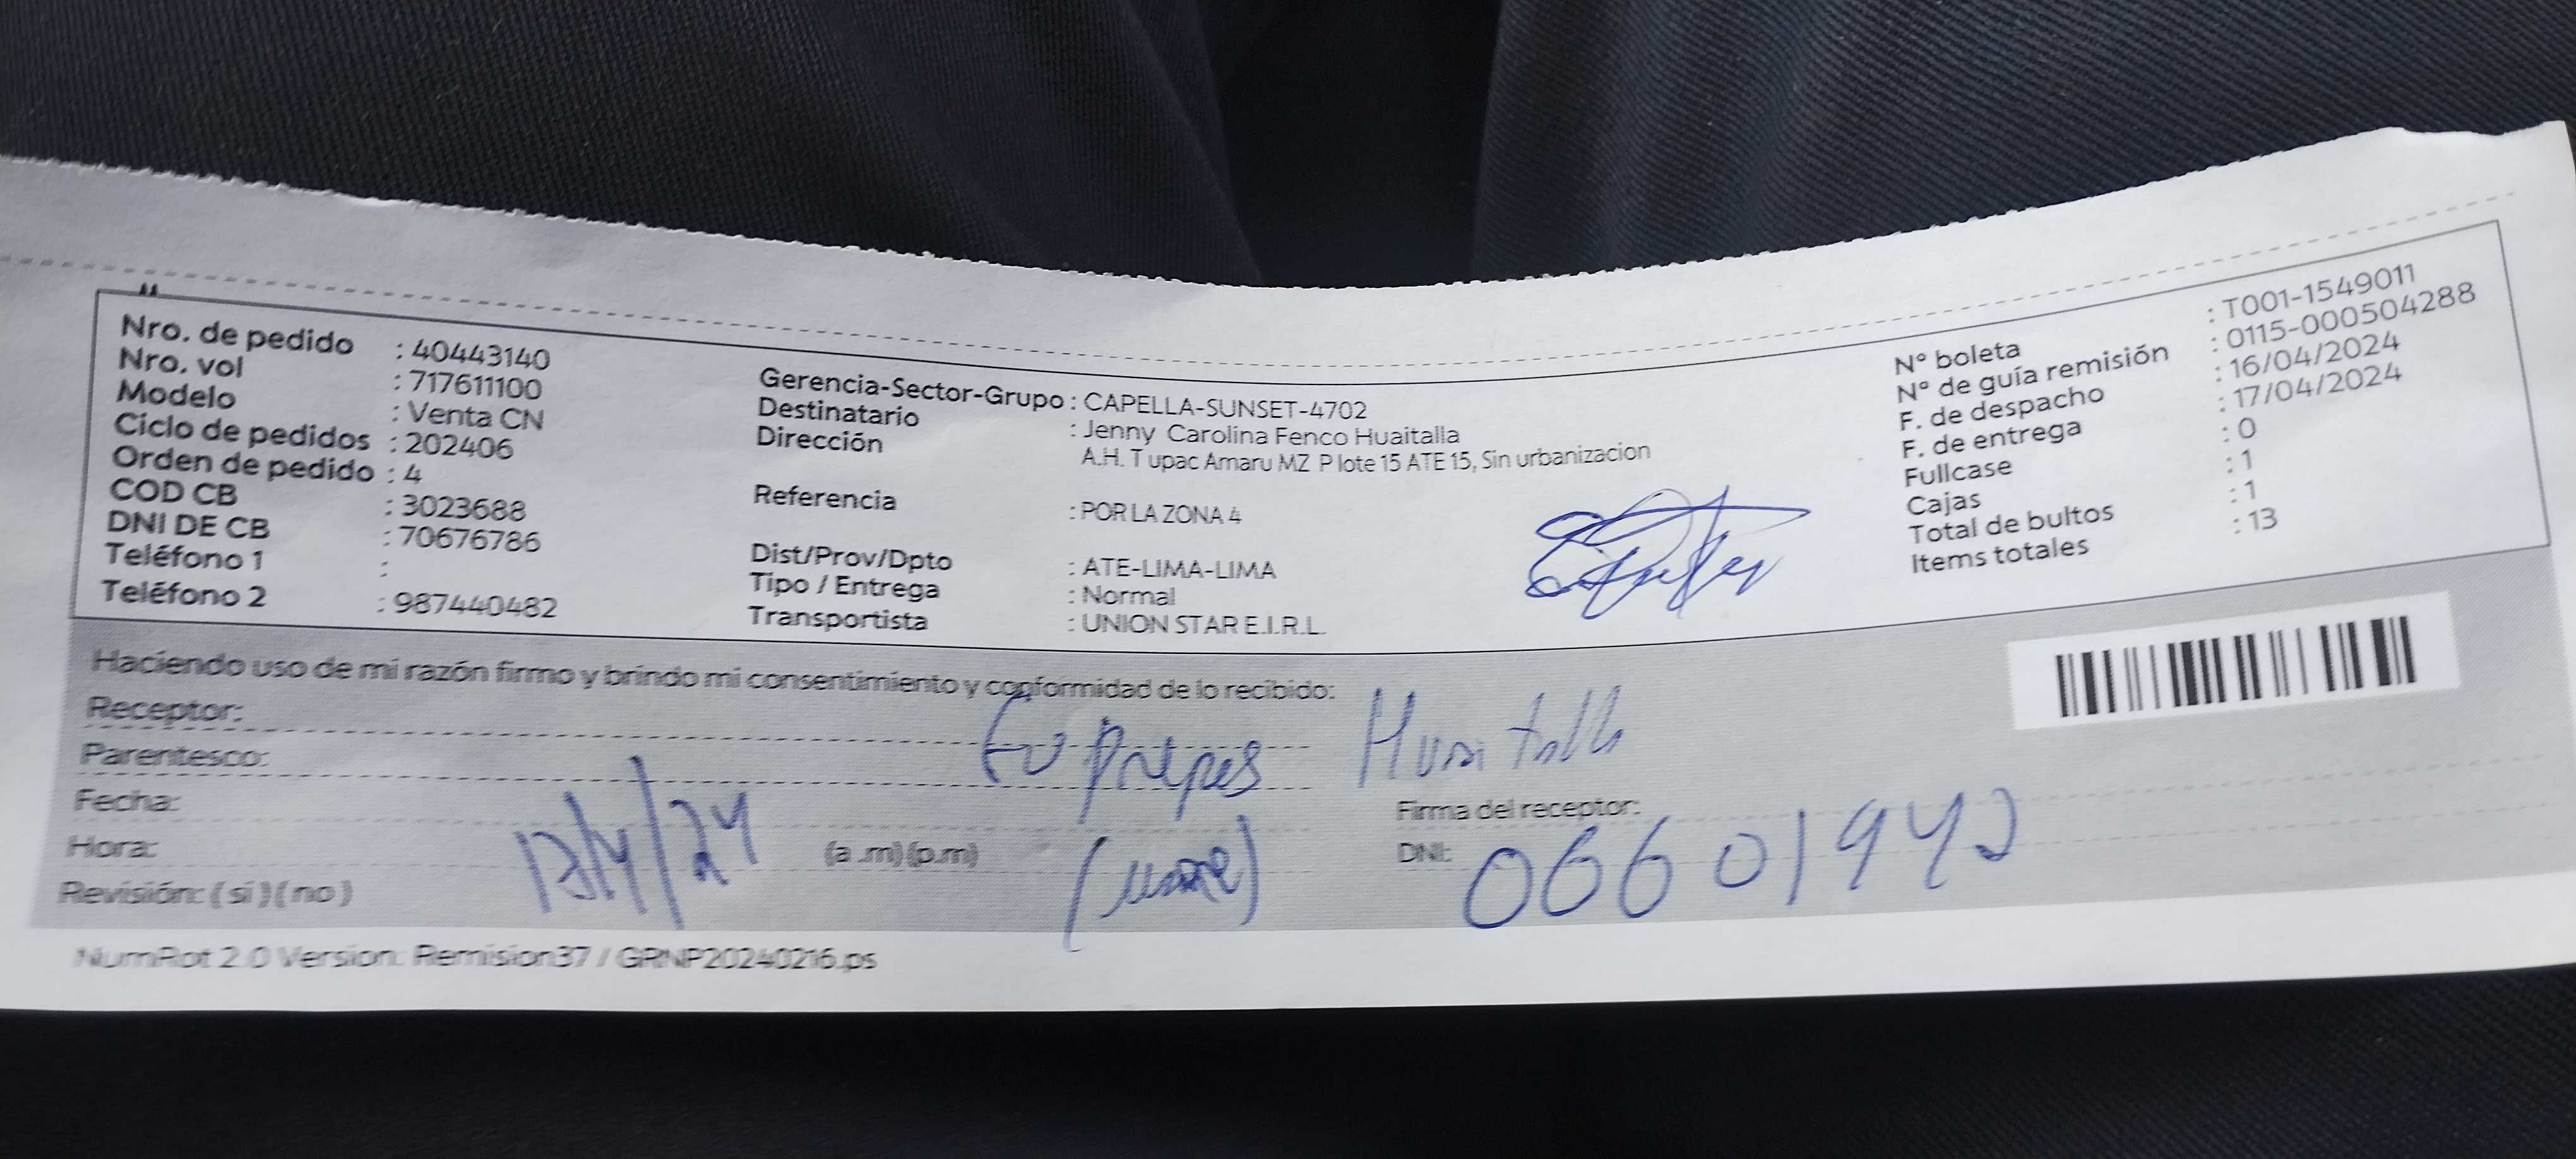 Nro. de pedido : 40443140
Nro. vol : 717611100
Modelo : Venta CN
Ciclo de pedidos : 202406
Orden de pedido : 4
COD CB : 3023688
DNI DE CB : 70676786
Teléfono 1 :
Teléfono 2 : 987440482
Gerencia-Sector-Grupo : CAPELLA-SUNSET-4702
Destinatario : Jenny Carolina Fenco Huaitalla
Dirección A.H. T upac Amaru MZ P lote 15 ATE 15, Sin urbanizacion
Referencia : POR LA ZONA 4
Dist/Prov/Dpto : ATE-LIMA-LIMA
Tipo / Entrega : Normal
Transportista : UNION STAR E.I.R.L.
N° boleta : T001-1549011
N° de guía remisión : 0115-000504288
F. de despacho : 16/04/2024
F. de entrega : 17/04/2024
Fullcase : 0
Cajas : 1
Total de bultos : 1
Items totales : 13
Haciendo uso de mi razón firmo y brindo mi consentimiento y conformidad de lo recibido:
Receptor:
Huaitalla
Parentesco:
Fecha: 17/4/24
Firma del receptor:
Hora: (a .m) (p.m)
DNI: 06601942
Revisión: ( si ) ( no )
NumRot 2.0 Version: Remision37 / GRNP20240216.ps